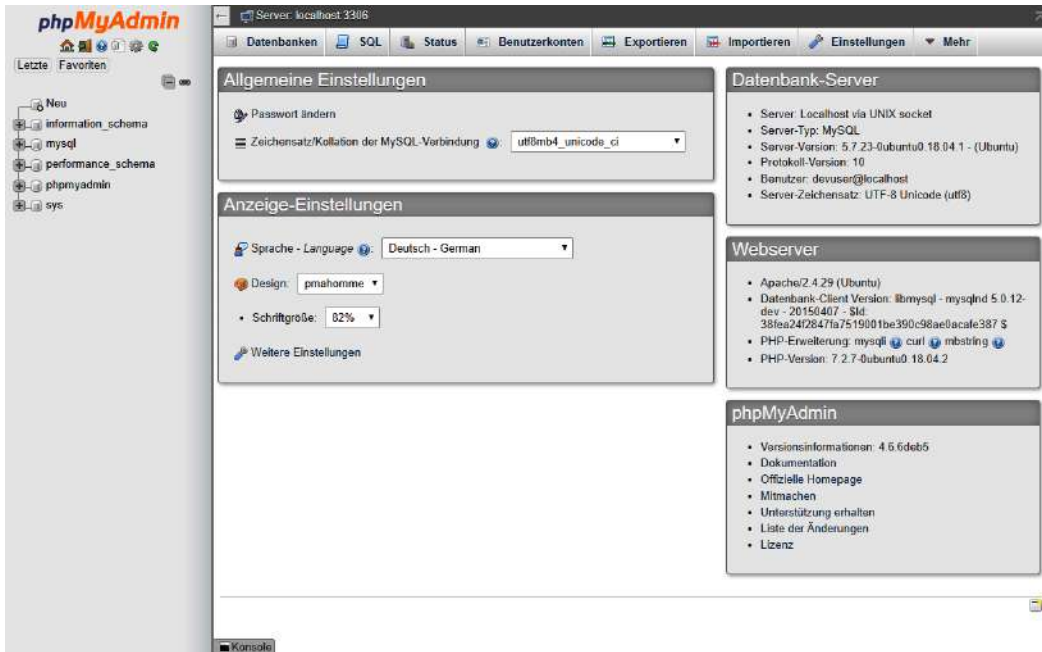 phpMyAdmin
Letzte Favoriten
Neu
information_schema
mysql
performance_schema
phpmyadmin
sys
Server: localhost:3306
Datenbanken SQL Status Benutzerkonten Exportieren Importieren Einstellungen Mehr
Allgemeine Einstellungen
Passwort ändern
Zeichensatz/Kollation der MySQL-Verbindung : utf8mb4_unicode_ci
Anzeige-Einstellungen
Sprache - Language : Deutsch - German
Design: pmahomme
Schriftgröße: 82%
Weitere Einstellungen
Datenbank-Server
Server: Localhost via UNIX socket
Server-Typ: MySQL
Server-Version: 5.7.23-0ubuntu0.18.04.1 - (Ubuntu)
Protokoll-Version: 10
Benutzer: devuser@localhost
Server-Zeichensatz: UTF-8 Unicode (utf8)
Webserver
Apache/2.4.29 (Ubuntu)
Datenbank-Client Version: libmysql - mysqlnd 5.0.12-
dev - 20150407 - $Id:
38fea24f2847fa7519001be390c98ae0acafe387 $
PHP-Erweiterung: mysqli curl mbstring
PHP-Version: 7.2.7-0ubuntu0.18.04.2
phpMyAdmin
Versionsinformationen: 4.6.6deb5
Dokumentation
Offizielle Homepage
Mitmachen
Unterstützung erhalten
Liste der Änderungen
Lizenz
Konsole